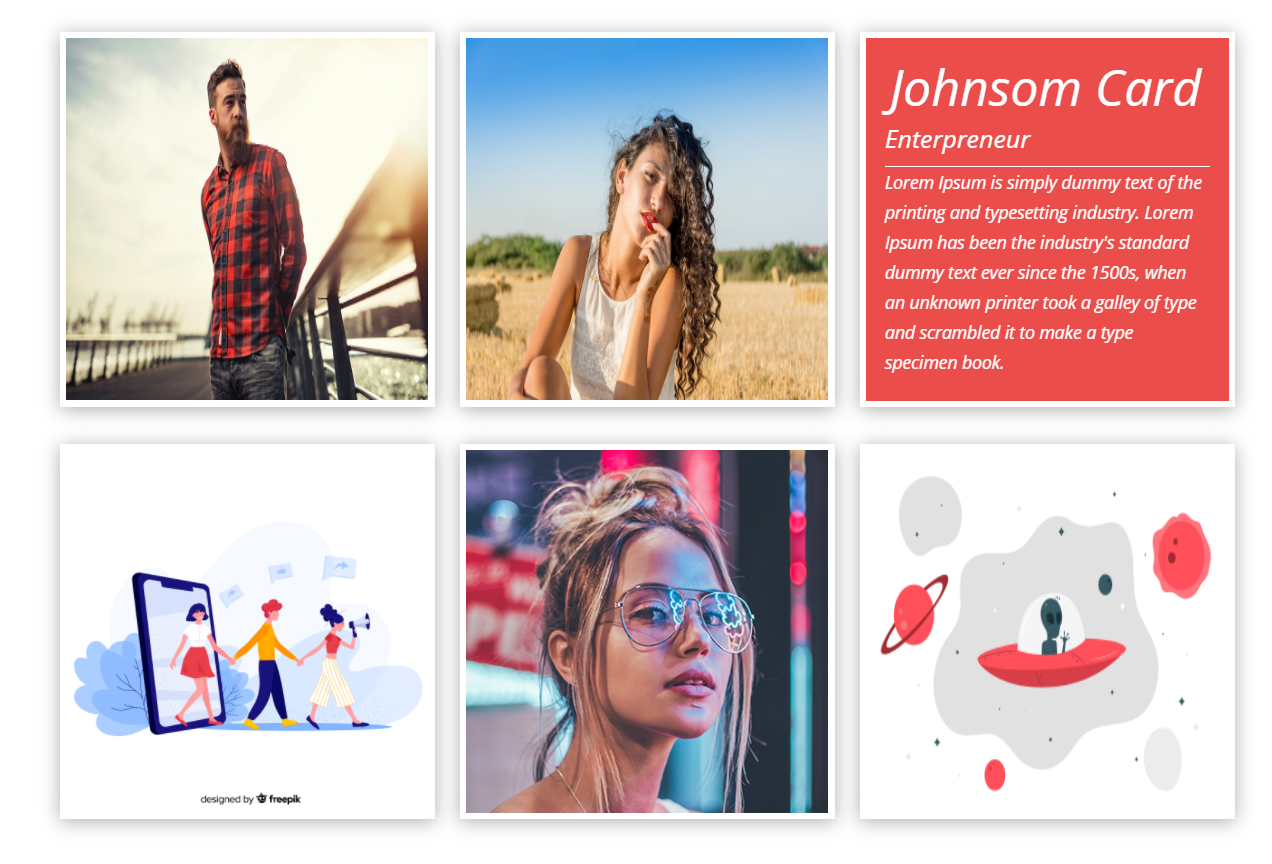 Johnsom Card
Enterpreneur
Lorem Ipsum is simply dummy text of the
printing and typesetting industry. Lorem
Ipsum has been the industry's standard
dummy text ever since the 1500s, when
an unknown printer took a galley of type
and scrambled it to make a type
specimen book.
designed by freepik